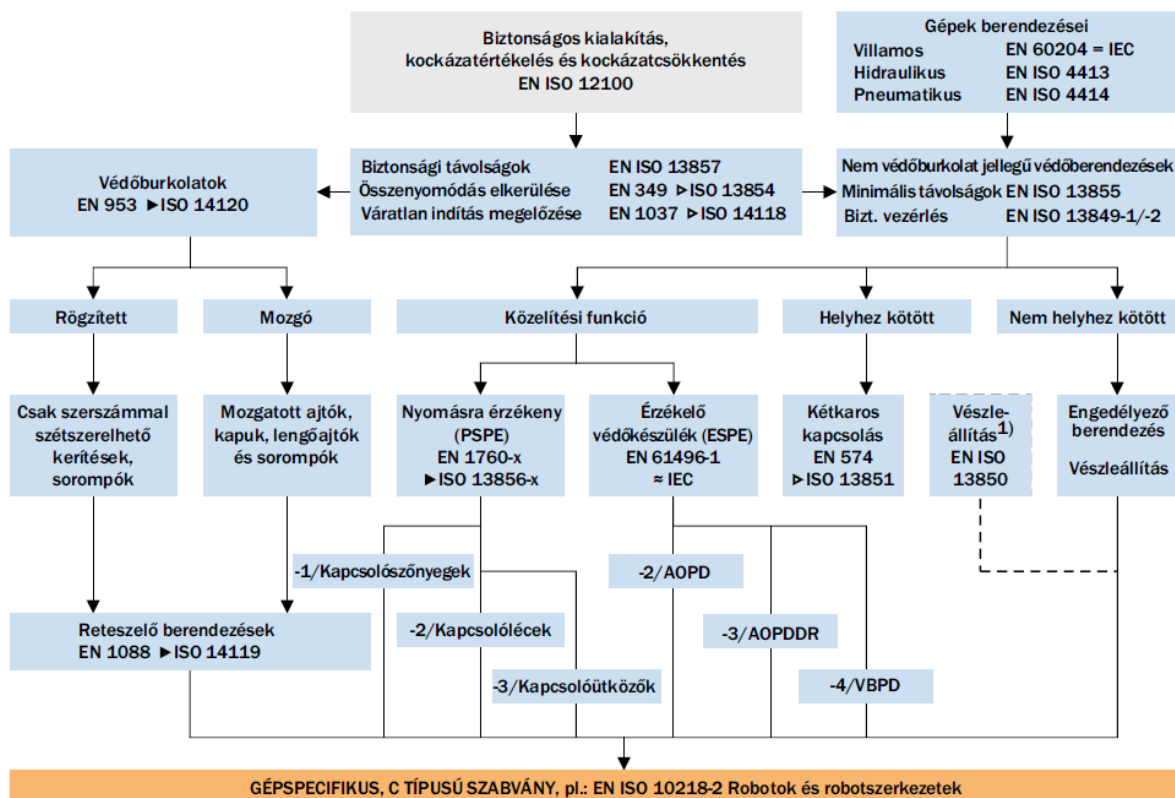 Biztonságos kialakítás,
kockázatértékelés és kockázatcsökkentés
EN ISO 12100
Gépek berendezései
Villamos EN 60204 = IEC
Hidraulikus EN ISO 4413
Pneumatikus EN ISO 4414
Védőburkolatok
EN 953 ►ISO 14120
Biztonsági távolságok EN ISO 13857
Összenyomódás elkerülése EN 349 ▻ISO 13854
Váratlan indítás megelőzése EN 1037 ▻ISO 14118
Nem védőburkolat jellegű védőberendezések
Minimális távolságok EN ISO 13855
Bizt. vezérlés EN ISO 13849-1/-2
Rögzített
Mozgó
Közelítési funkció
Helyhez kötött
Nem helyhez kötött
Csak szerszámmal
szétszerelhető
kerítések,
sorompók
Mozgatott ajtók,
kapuk, lengőajtók
és sorompók
Nyomásra érzékeny
(PSPE)
EN 1760-x
►ISO 13856-x
Érzékelő
védőkészülék (ESPE)
EN 61496-1
≈ IEC
Kétkaros
kapcsolás
EN 574
▻ISO 13851
Vészle-
állítás1)
EN ISO
13850
Engedélyező
berendezés
Vészleállítás
-1/Kapcsolószőnyegek
-2/Kapcsolólécek
-3/Kapcsolóütközők
-2/AOPD
-3/AOPDDR
-4/VBPD
Reteszelő berendezések
EN 1088 ►ISO 14119
GÉPSPECIFIKUS, C TÍPUSÚ SZABVÁNY, pl.: EN ISO 10218-2 Robotok és robotszerkezetek